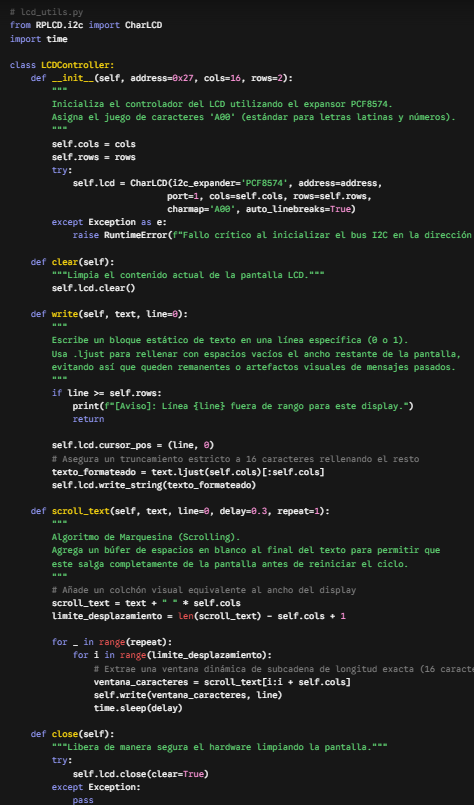 # lcd_utils.py
from RPLCD.i2c import CharLCD
import time
class LCDController:
    def __init__(self, address=0x27, cols=16, rows=2):
        """
        Inicializa el controlador del LCD utilizando el expansor PCF8574.
        Asigna el juego de caracteres 'A00' (estándar para letras latinas y números).
        """
        self.cols = cols
        self.rows = rows
        try:
            self.lcd = CharLCD(i2c_expander='PCF8574', address=address,
                              port=1, cols=self.cols, rows=self.rows,
                              charmap='A00', auto_linebreaks=True)
        except Exception as e:
            raise RuntimeError(f"Fallo crítico al inicializar el bus I2C en la dirección
    def clear(self):
        """Limpia el contenido actual de la pantalla LCD."""
        self.lcd.clear()
    def write(self, text, line=0):
        """
        Escribe un bloque estático de texto en una línea específica (0 o 1).
        Usa .ljust para rellenar con espacios vacíos el ancho restante de la pantalla,
        evitando así que queden remanentes o artefactos visuales de mensajes pasados.
        """
        if line >= self.rows:
            print(f"[Aviso]: Línea {line} fuera de rango para este display.")
            return
        self.lcd.cursor_pos = (line, 0)
        # Asegura un truncamiento estricto a 16 caracteres rellenando el resto
        texto_formateado = text.ljust(self.cols)[:self.cols]
        self.lcd.write_string(texto_formateado)
    def scroll_text(self, text, line=0, delay=0.3, repeat=1):
        """
        Algoritmo de Marquesina (Scrolling).
        Agrega un búfer de espacios en blanco al final del texto para permitir que
        este salga completamente de la pantalla antes de reiniciar el ciclo.
        """
        # Añade un colchón visual equivalente al ancho del display
        scroll_text = text + " " * self.cols
        limite_desplazamiento = len(scroll_text) - self.cols + 1
        for _ in range(repeat):
            for i in range(limite_desplazamiento):
                # Extrae una ventana dinámica de subcadena de longitud exacta (16
                ventana_caracteres = scroll_text[i:i + self.cols]
                self.write(ventana_caracteres, line)
                time.sleep(delay)
    def close(self):
        """Libera de manera segura el hardware limpiando la pantalla."""
        try:
            self.lcd.close(clear=True)
        except Exception:
            pass